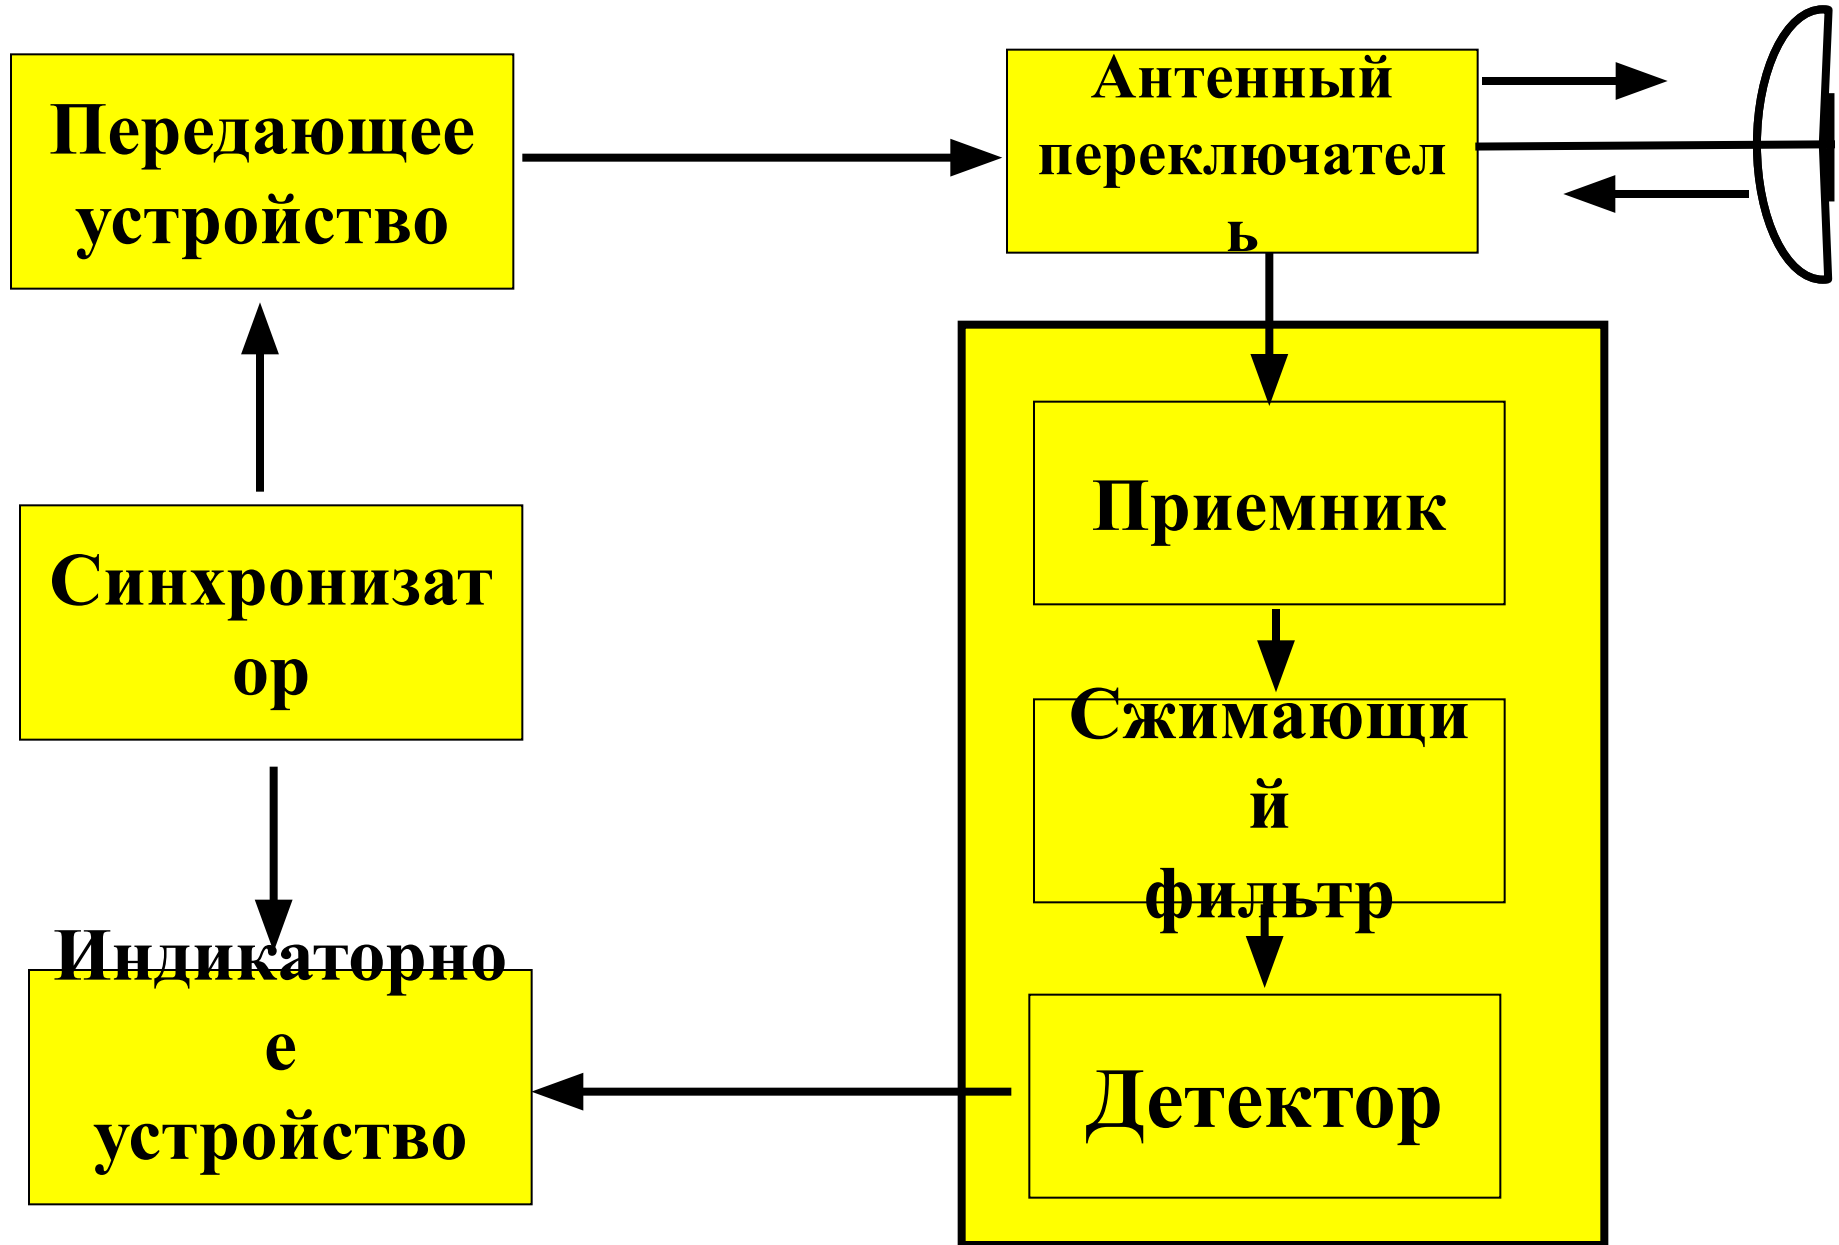 Передающее
устройство
Антенный
переключател
ь
Приемник
Синхронизат
ор
Сжимающи
й
фильтр
Индикаторно
е
устройство
Детектор